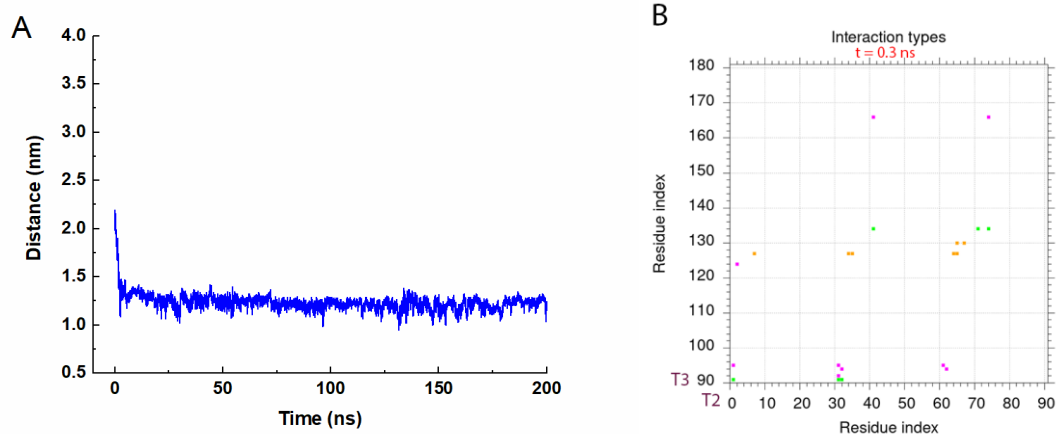 A
4.0
3.5
3.0
2.5
2.0
1.5
1.0
0.5
Distance (nm)
0 50 100 150 200
Time (ns)
B
Interaction types
t = 0.3 ns
180
170
160
150
140
130
120
110
100
90
Residue index
T3
T2
0 10 20 30 40 50 60 70 80 90
Residue index